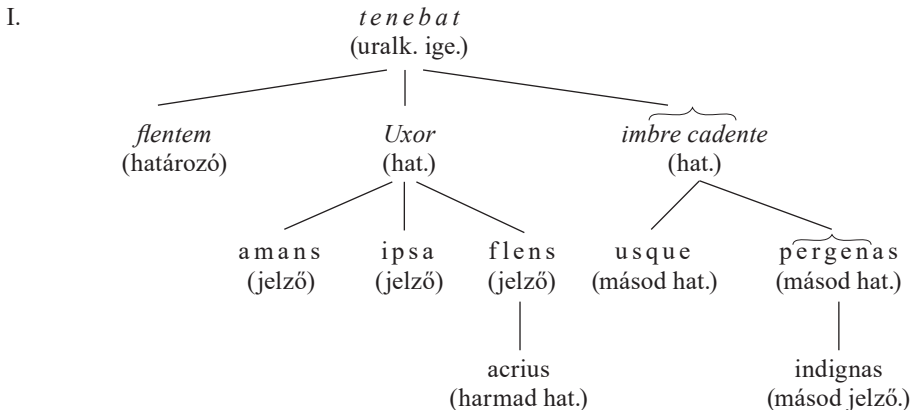 I.
tenebat
(uralk. ige.)
flentem Uxor imbre cadente
(határozó) (hat.) (hat.)
amans ipsa flens usque pergenas
(jelző) (jelző) (jelző) (másod hat.) (másod hat.)
acrius indignas
(harmad hat.) (másod jelző.)